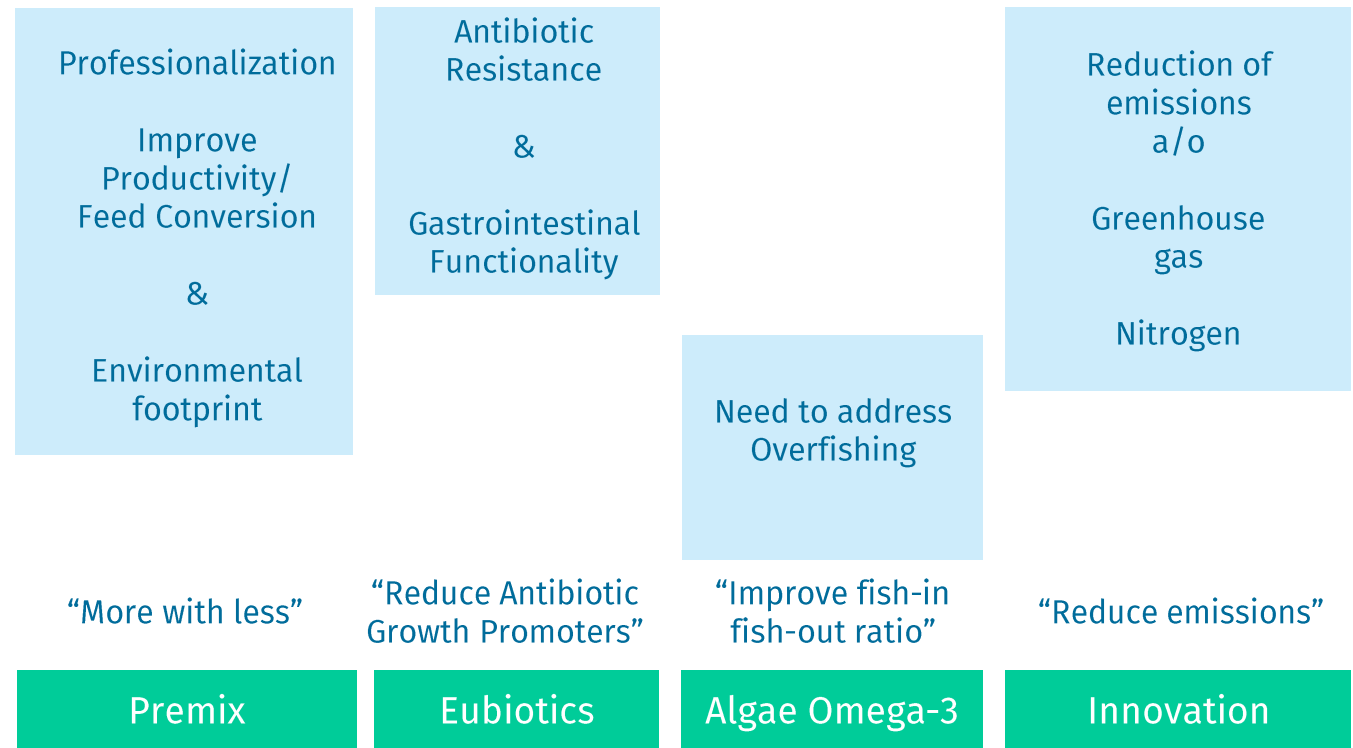 Professionalization
Improve
Productivity/
Feed Conversion
&
Environmental
footprint
“More with less”
Premix
Antibiotic
Resistance
&
Gastrointestinal
Functionality
“Reduce Antibiotic
Growth Promoters”
Eubiotics
Need to address
Overfishing
“Improve fish-in
fish-out ratio”
Algae Omega-3
Reduction of
emissions
a/o
Greenhouse
gas
Nitrogen
“Reduce emissions”
Innovation